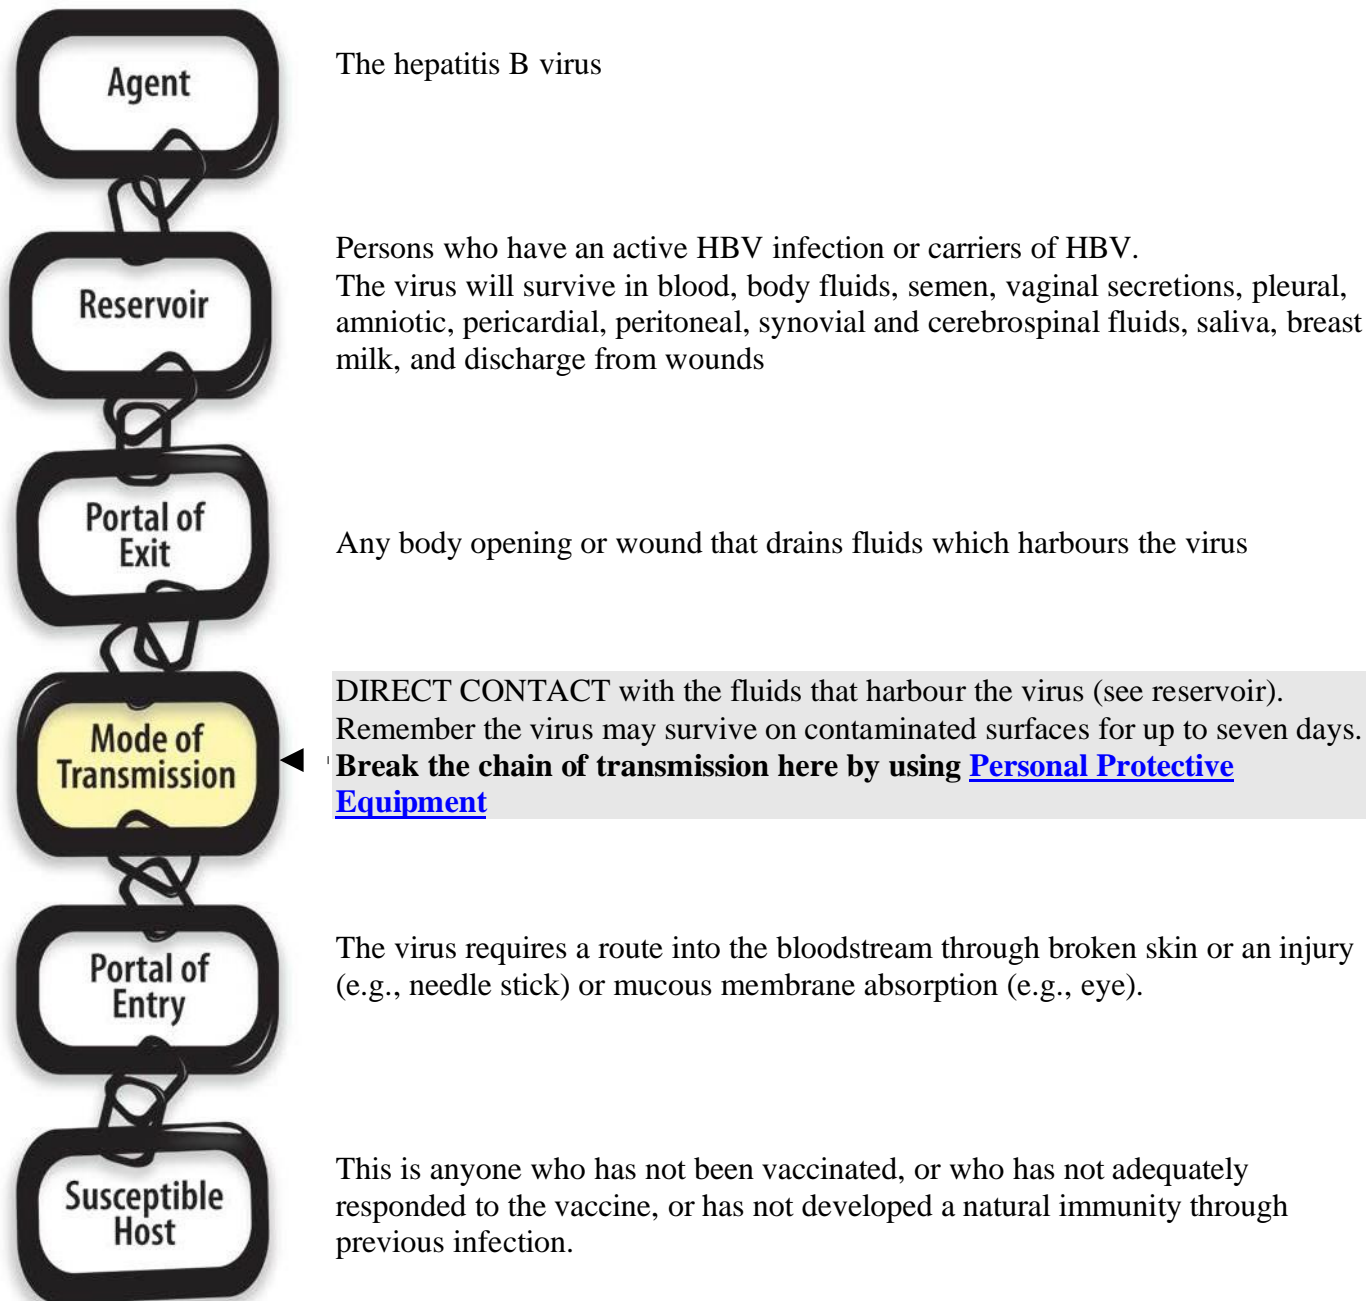 Agent
The hepatitis B virus
Reservoir
Persons who have an active HBV infection or carriers of HBV.
The virus will survive in blood, body fluids, semen, vaginal secretions, pleural,
amniotic, pericardial, peritoneal, synovial and cerebrospinal fluids, saliva, breast
milk, and discharge from wounds
Portal of
Exit
Any body opening or wound that drains fluids which harbours the virus
Mode of
Transmission
DIRECT CONTACT with the fluids that harbour the virus (see reservoir).
Remember the virus may survive on contaminated surfaces for up to seven days.
Break the chain of transmission here by using Personal Protective
Equipment
Portal of
Entry
The virus requires a route into the bloodstream through broken skin or an injury
(e.g., needle stick) or mucous membrane absorption (e.g., eye).
Susceptible
Host
This is anyone who has not been vaccinated, or who has not adequately
responded to the vaccine, or has not developed a natural immunity through
previous infection.